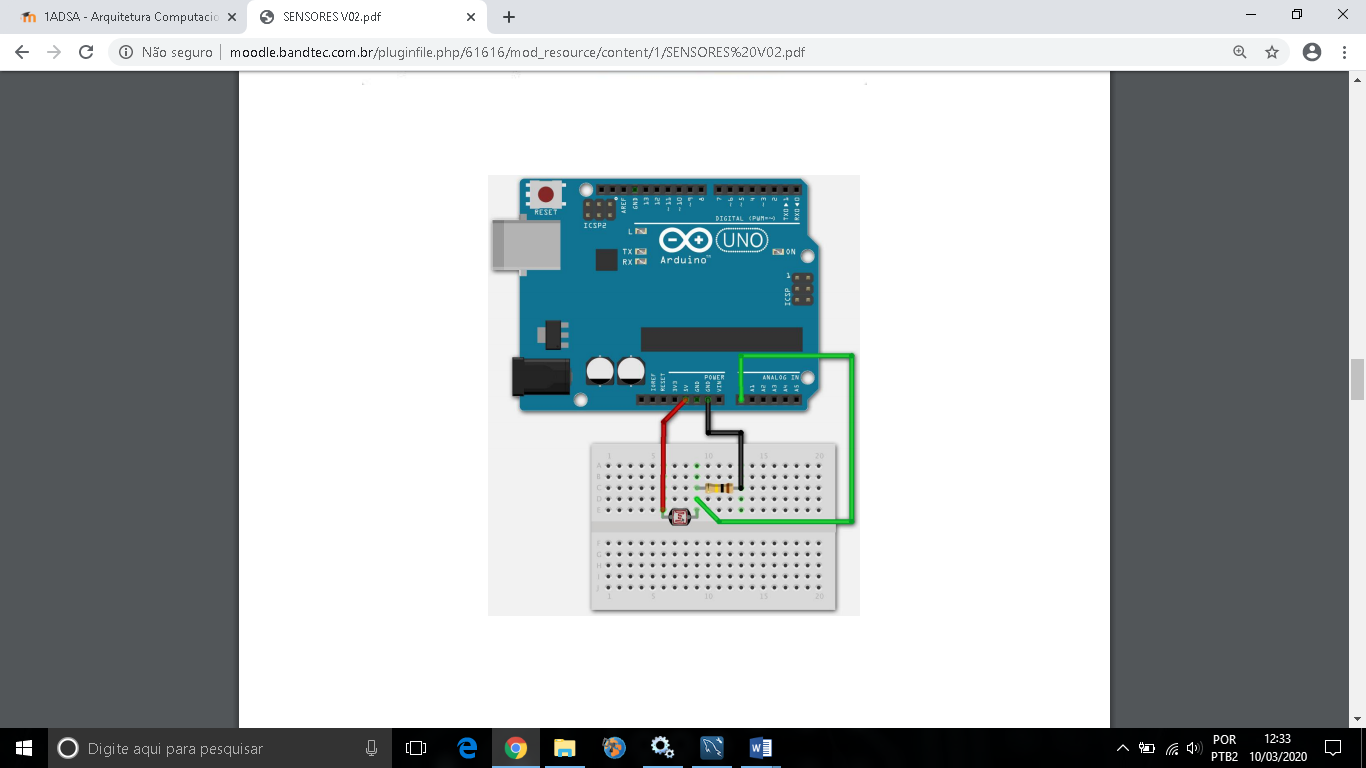 1ADSA - Arquitetura Computacio
SENSORES V02.pdf
Não seguro
moodle.bandtec.com.br/pluginfile.php/61616/mod_resource/content/1/SENSORES%20V02.pdf
RESET
ICSP2
AREF
GND
13
12
~11
~10
~9
8
7
~6
~5
4
~3
2
TXD▶1
RXD◀0
DIGITAL (PWM=~)
L
TX
RX
UNO
ON
Arduino™
1
ICSP
POWER
ANALOG IN
IOREF
RESET
3V3
5V
GND
GND
VIN
A1
A2
A3
A4
A5
1 5 10 15 20
A
B
C
D
E
F
G
H
I
J
1 5 10 15 20
Digite aqui para pesquisar
POR
PTB2
12:33
10/03/2020